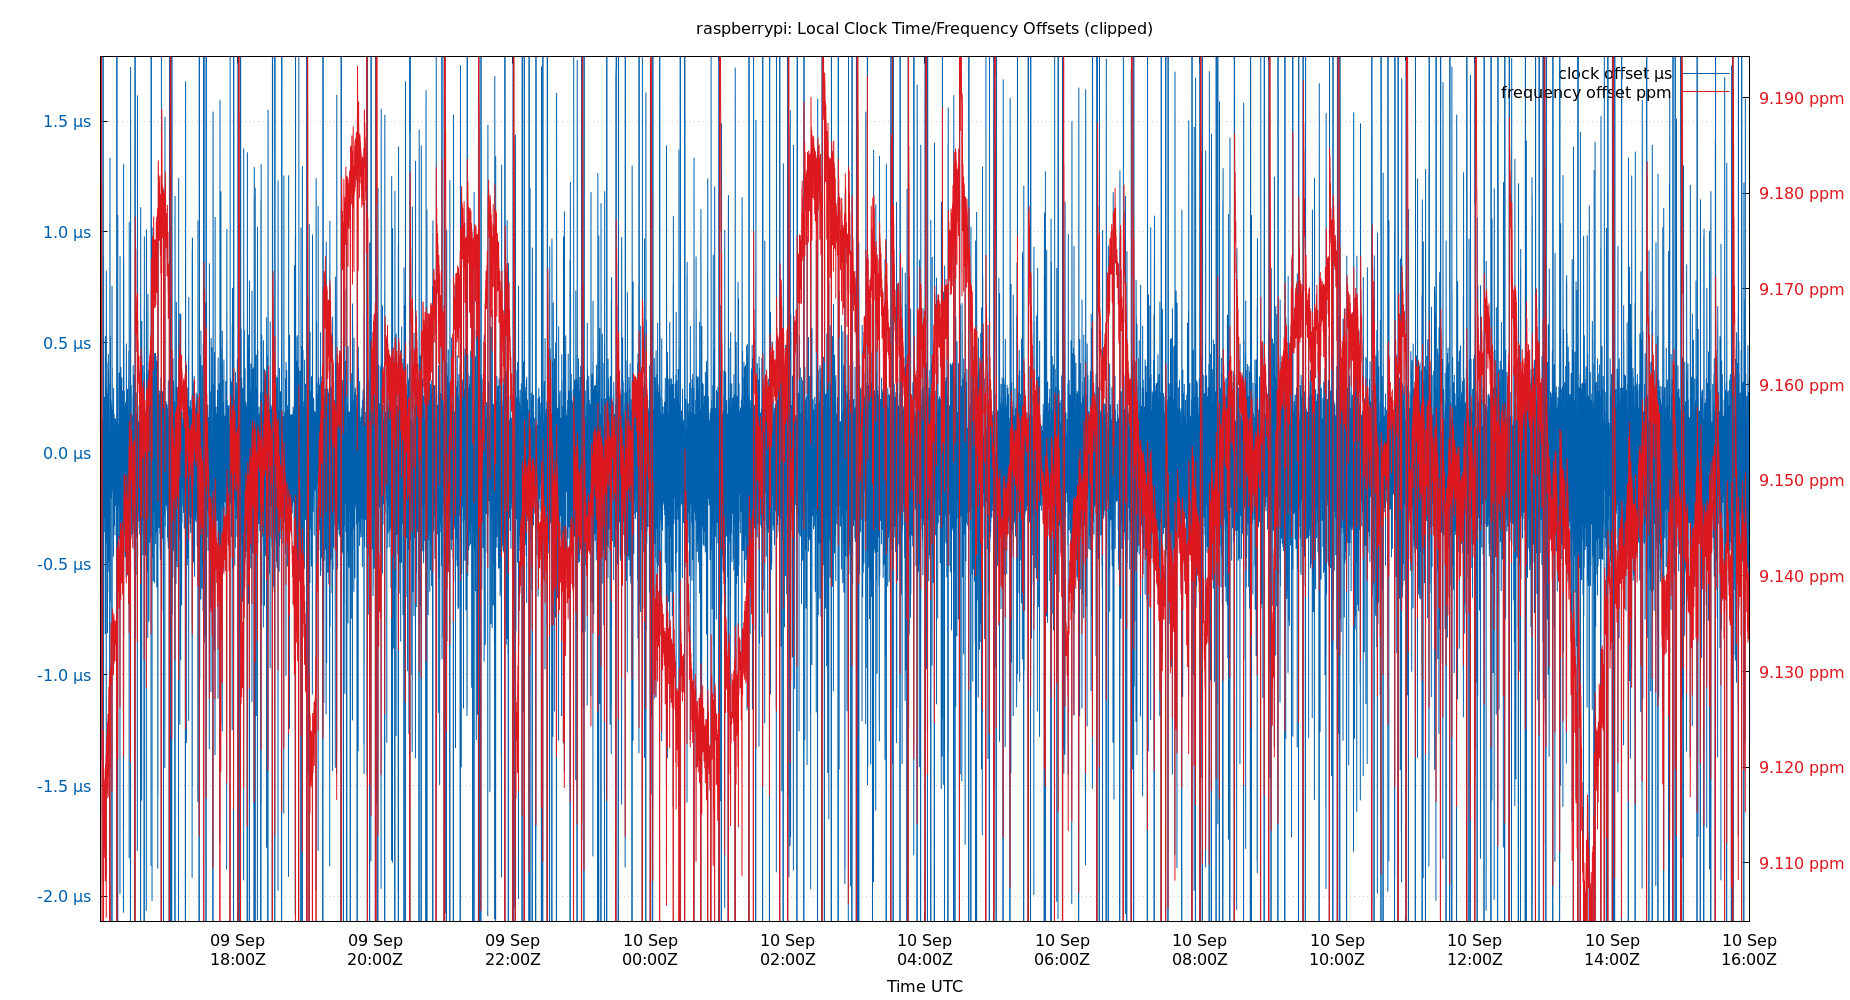 raspberrypi: Local Clock Time/Frequency Offsets (clipped)
clock offset µs
frequency offset ppm
1.5 µs
1.0 µs
0.5 µs
0.0 µs
-0.5 µs
-1.0 µs
-1.5 µs
-2.0 µs
9.190 ppm
9.180 ppm
9.170 ppm
9.160 ppm
9.150 ppm
9.140 ppm
9.130 ppm
9.120 ppm
9.110 ppm
09 Sep 09 Sep 09 Sep 10 Sep 10 Sep 10 Sep 10 Sep 10 Sep 10 Sep 10 Sep 10 Sep 10 Sep
18:00Z 20:00Z 22:00Z 00:00Z 02:00Z 04:00Z 06:00Z 08:00Z 10:00Z 12:00Z 14:00Z 16:00Z
Time UTC